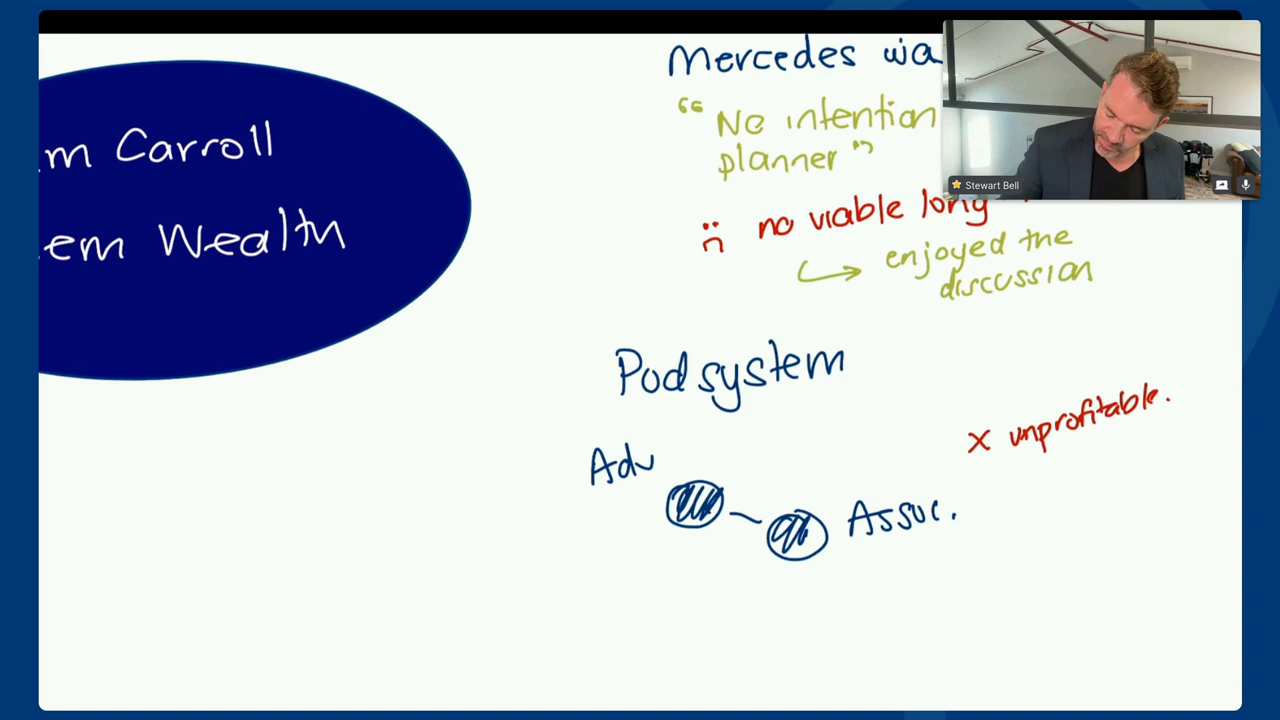 m Carroll
em Wealth
Mercedes
"No intention
planner"
no viable long
enjoyed the
discussion
Pod system
x unprofitable.
Adv
Assoc.
Stewart Bell